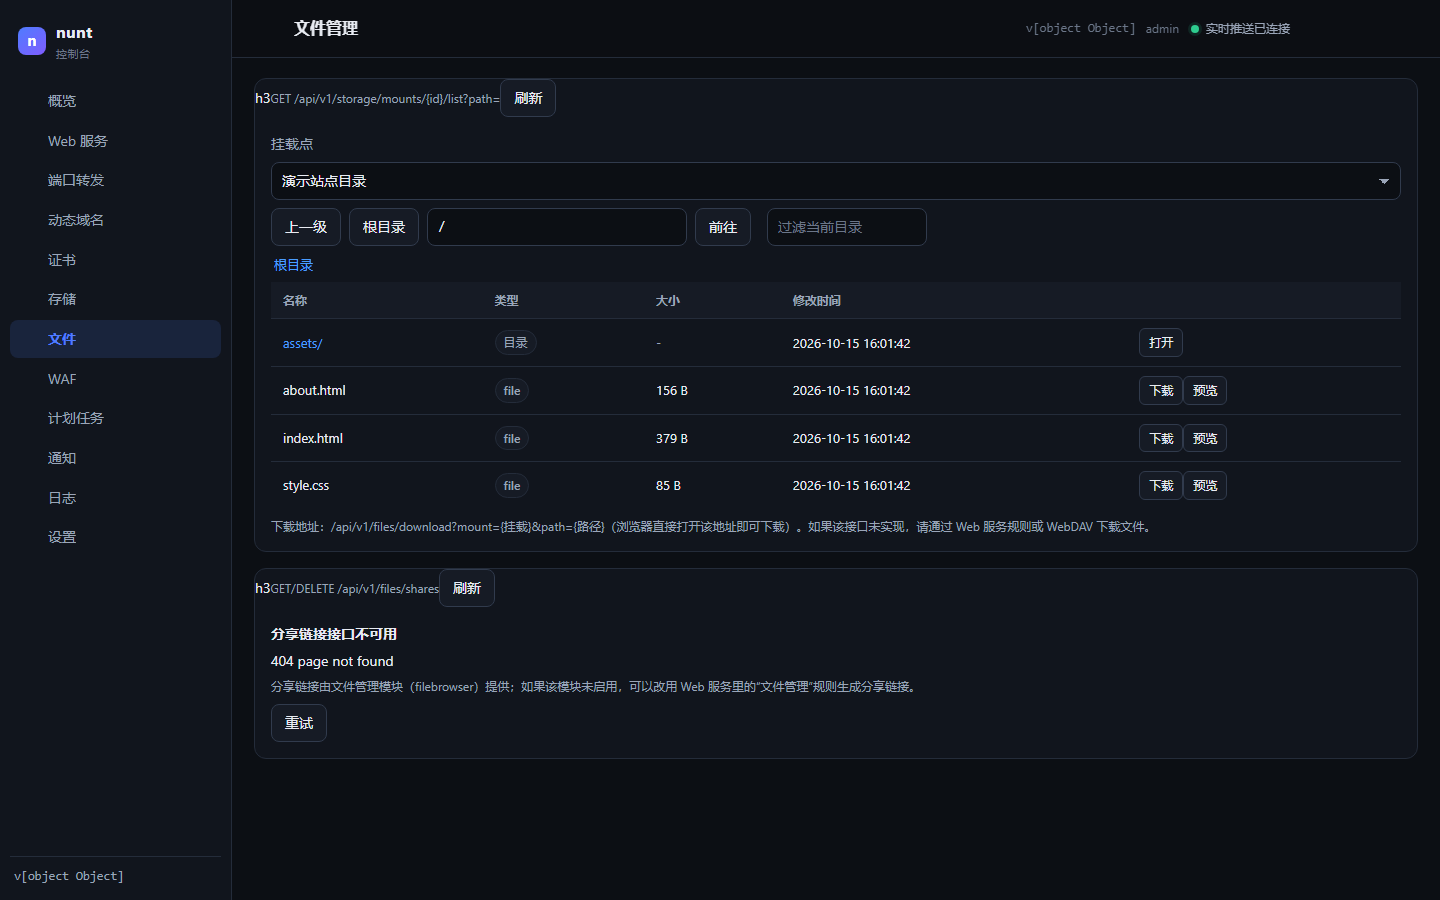 n
nunt
控制台
文件管理
v[object Object]
admin
实时推送已连接
概览
Web 服务
端口转发
动态域名
证书
存储
文件
WAF
计划任务
通知
日志
设置
v[object Object]
h3GET /api/v1/storage/mounts/{id}/list?path= 刷新
挂载点
演示站点目录
上一级 根目录 / 前往 过滤当前目录
根目录
名称 类型 大小 修改时间
assets/ 目录 - 2026-10-15 16:01:42 打开
about.html file 156 B 2026-10-15 16:01:42 下载 预览
index.html file 379 B 2026-10-15 16:01:42 下载 预览
style.css file 85 B 2026-10-15 16:01:42 下载 预览
下载地址：/api/v1/files/download?mount={挂载}&path={路径}（浏览器直接打开该地址即可下载）。如果该接口未实现，请通过 Web 服务规则或 WebDAV 下载文件。
h3GET/DELETE /api/v1/files/shares 刷新
分享链接接口不可用
404 page not found
分享链接由文件管理模块（filebrowser）提供；如果该模块未启用，可以改用 Web 服务里的“文件管理”规则生成分享链接。
重试